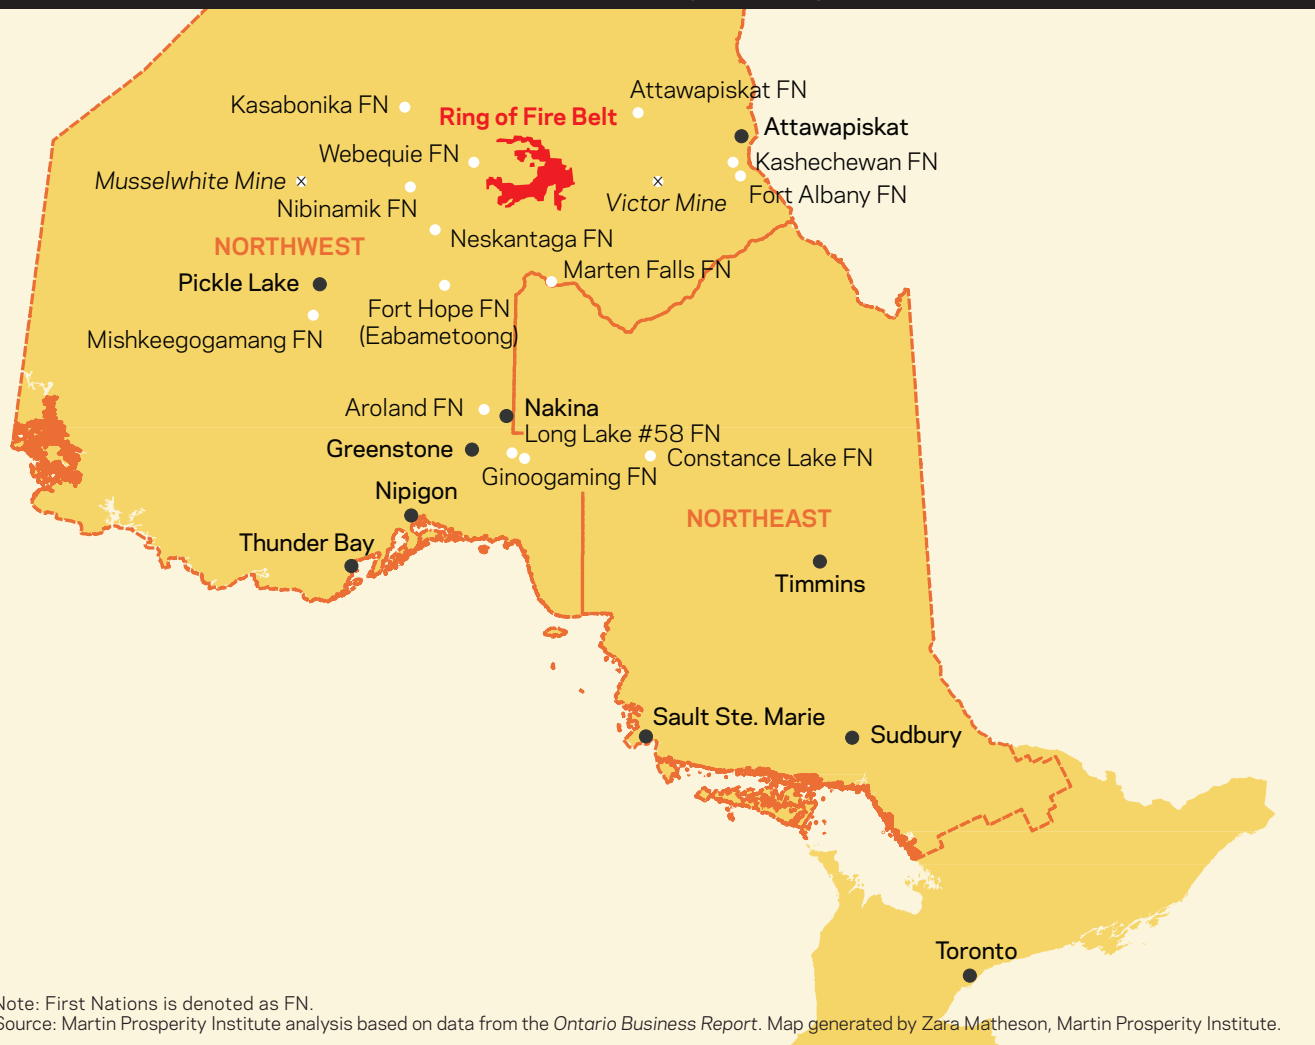 Attawapiskat FN
Kasabonika FN
Ring of Fire Belt
Attawapiskat
Webequie FN
Kashechewan FN
Musselwhite Mine
Fort Albany FN
Victor Mine
Nibinamik FN
Neskantaga FN
NORTHWEST
Marten Falls FN
Pickle Lake
Fort Hope FN
(Eabametoong)
Mishkeegogamang FN
Aroland FN
Nakina
Long Lake #58 FN
Greenstone
Constance Lake FN
Ginoogaming FN
Nipigon
NORTHEAST
Thunder Bay
Timmins
Sault Ste. Marie
Sudbury
Toronto
Note: First Nations is denoted as FN.
Source: Martin Prosperity Institute analysis based on data from the Ontario Business Report. Map generated by Zara Matheson, Martin Prosperity Institute.